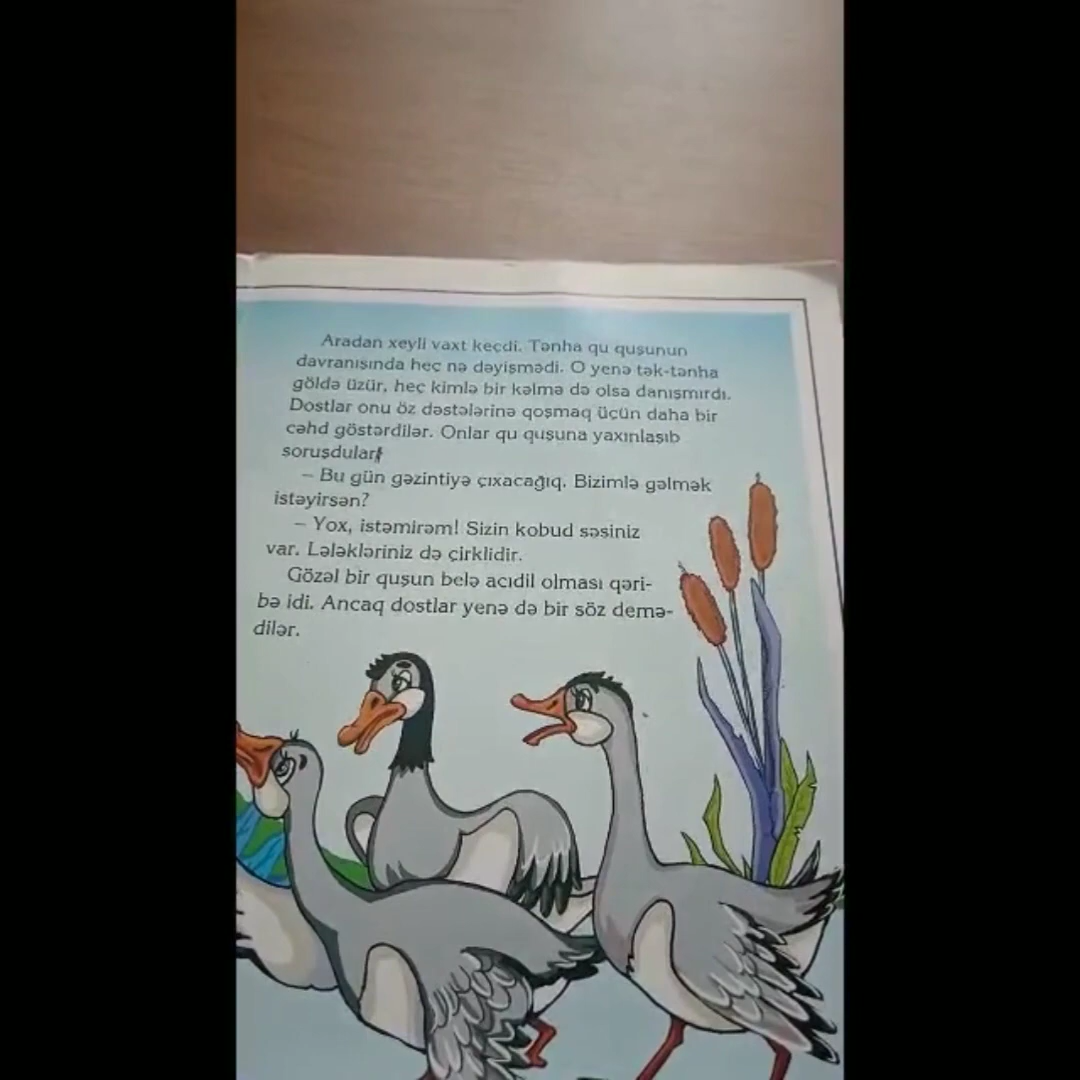 Aradan xeyli vaxt keçdi. Tənha qu quşunun
davranışında heç nə dəyişmədi. O yenə tək-tənha
göldə üzür, heç kimlə bir kəlmə də olsa danışmırdı.
Dostlar onu öz dəstələrinə qoşmaq üçün daha bir
cəhd göstərdilər. Onlar qu quşuna yaxınlaşıb
soruşdular:
– Bu gün gəzintiyə çıxacağıq. Bizimlə gəlmək
istəyirsən?
– Yox, istəmirəm! Sizin kobud səsiniz
var. Lələkləriniz də çirklidir.
Gözəl bir quşun belə acıdil olması qəri-
bə idi. Ancaq dostlar yenə də bir söz demə-
dilər.